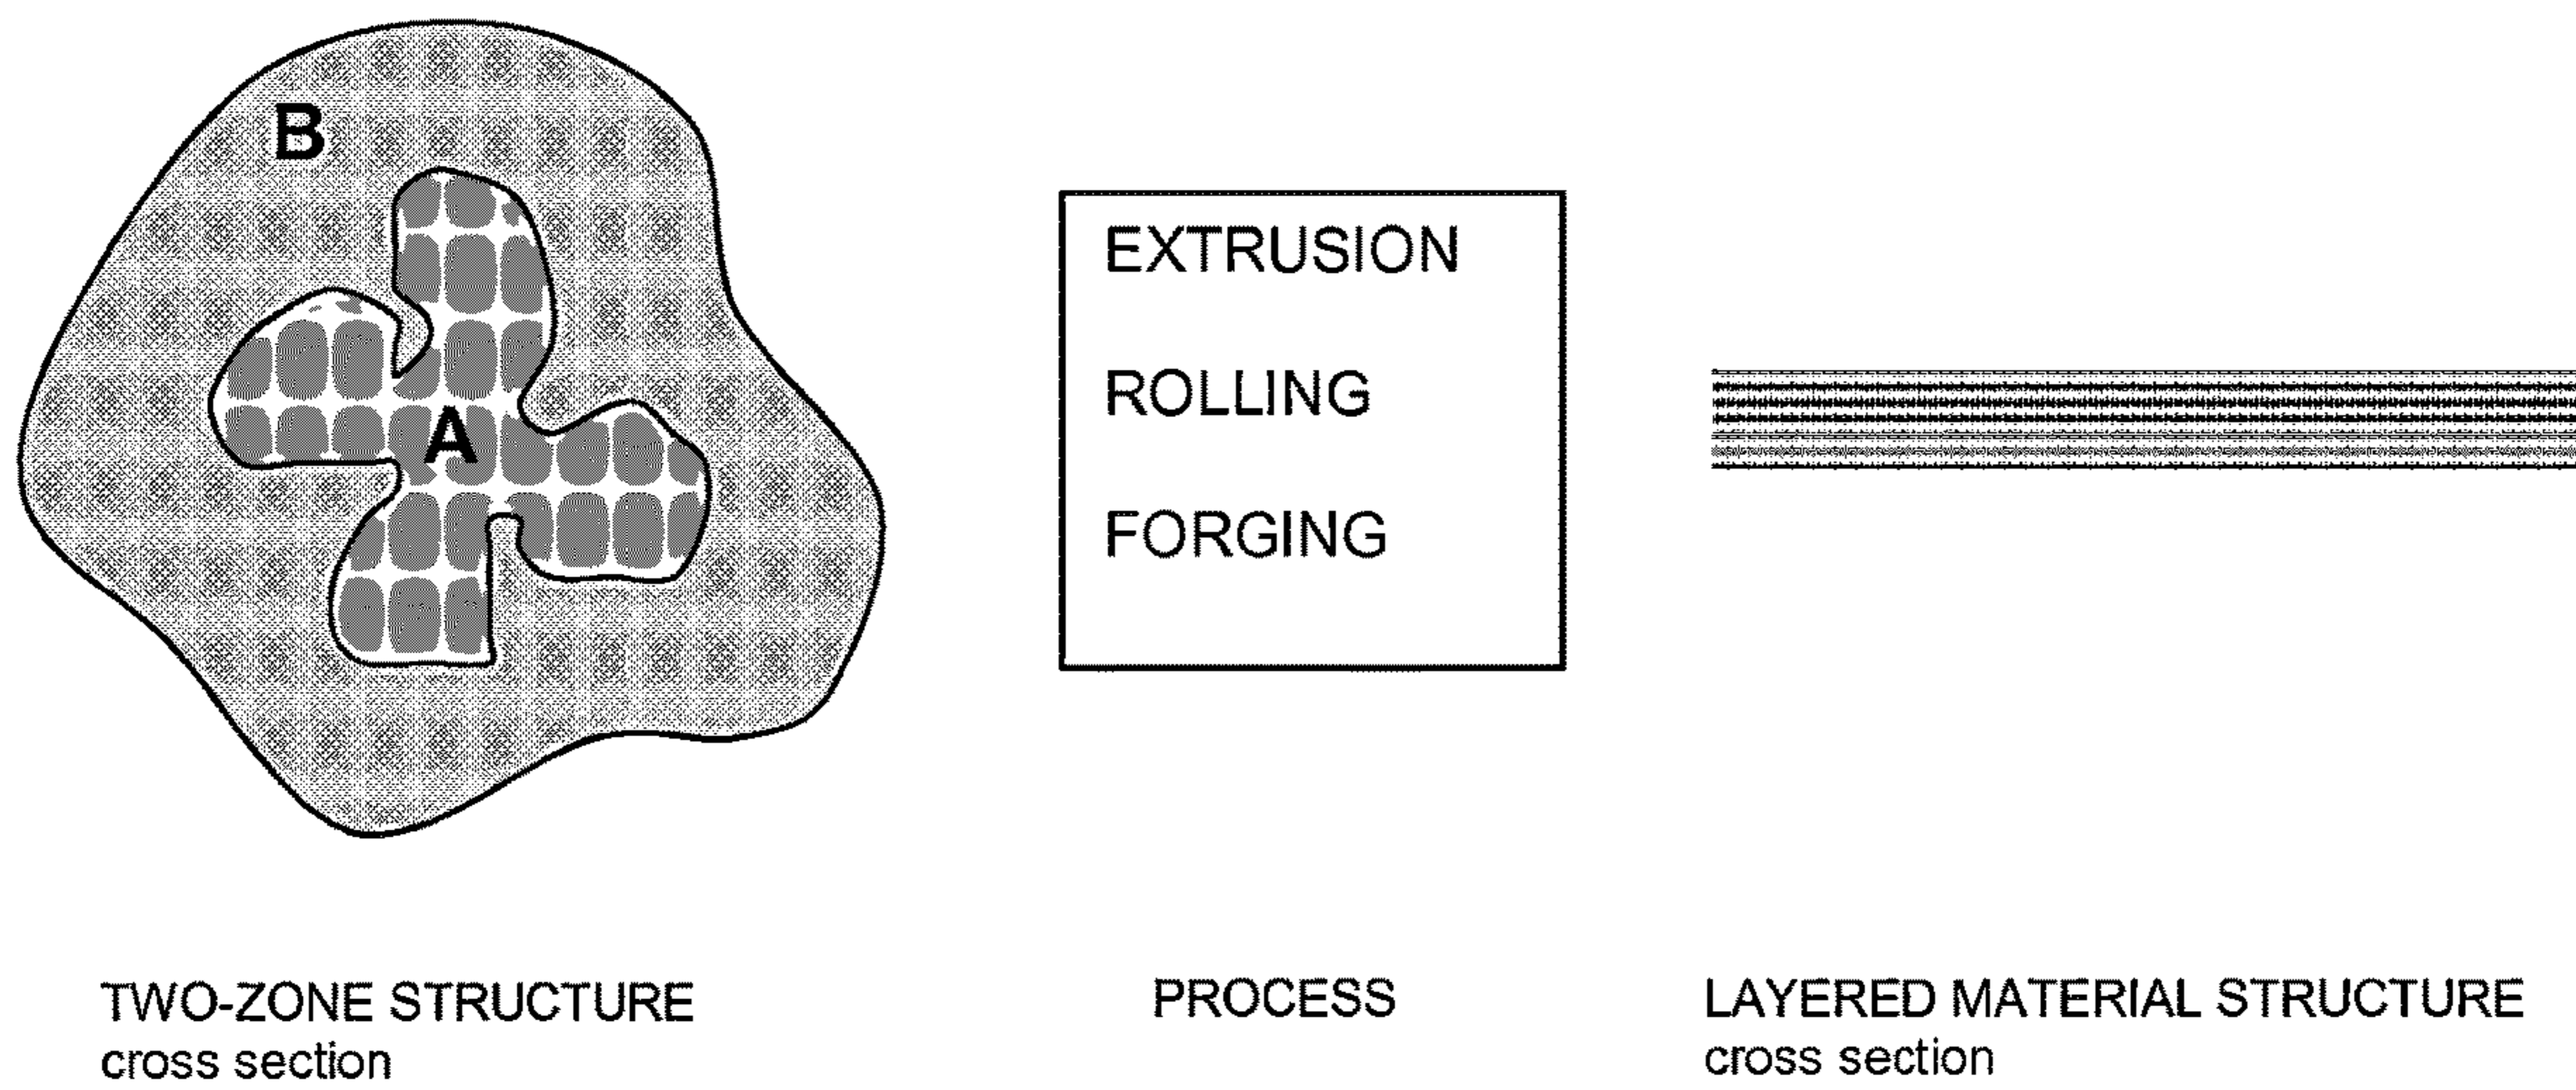 B
A
EXTRUSION
ROLLING
FORGING
TWO-ZONE STRUCTURE
cross section
PROCESS
LAYERED MATERIAL STRUCTURE
cross section